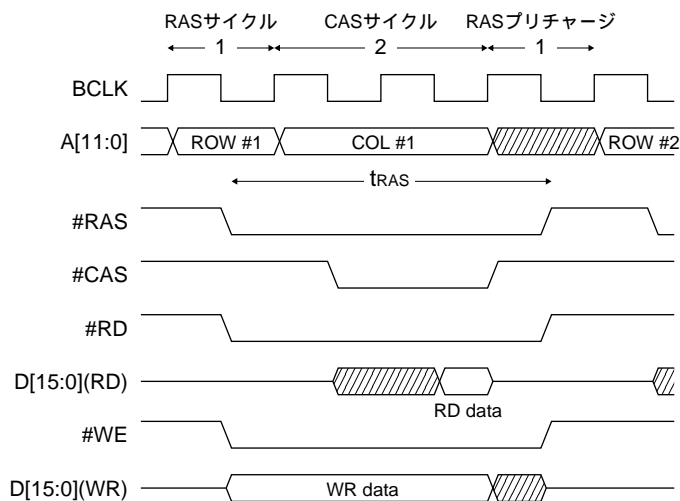 RASサイクル CASサイクル RASプリチャージ
1 2 1
BCLK
A[11:0] ROW #1 COL #1 ROW #2
tRAS
#RAS
#CAS
#RD
D[15:0](RD)
RD data
#WE
D[15:0](WR) WR data